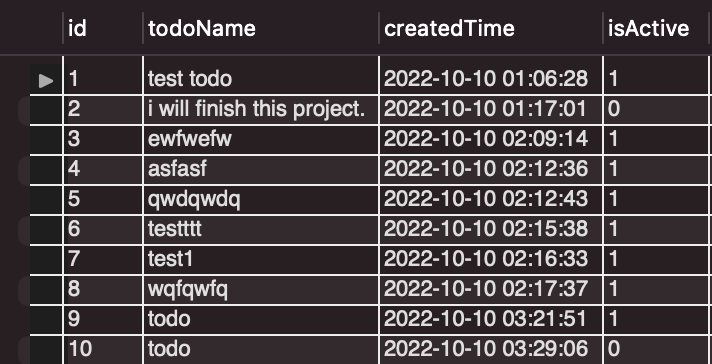 id todoName createdTime isActive
1 test todo 2022-10-10 01:06:28 1
2 i will finish this project. 2022-10-10 01:17:01 0
3 ewfwefw 2022-10-10 02:09:14 1
4 asfasf 2022-10-10 02:12:36 1
5 qwdqwdq 2022-10-10 02:12:43 1
6 testttt 2022-10-10 02:15:38 1
7 test1 2022-10-10 02:16:33 1
8 wqfqwfq 2022-10-10 02:17:37 1
9 todo 2022-10-10 03:21:51 1
10 todo 2022-10-10 03:29:06 0